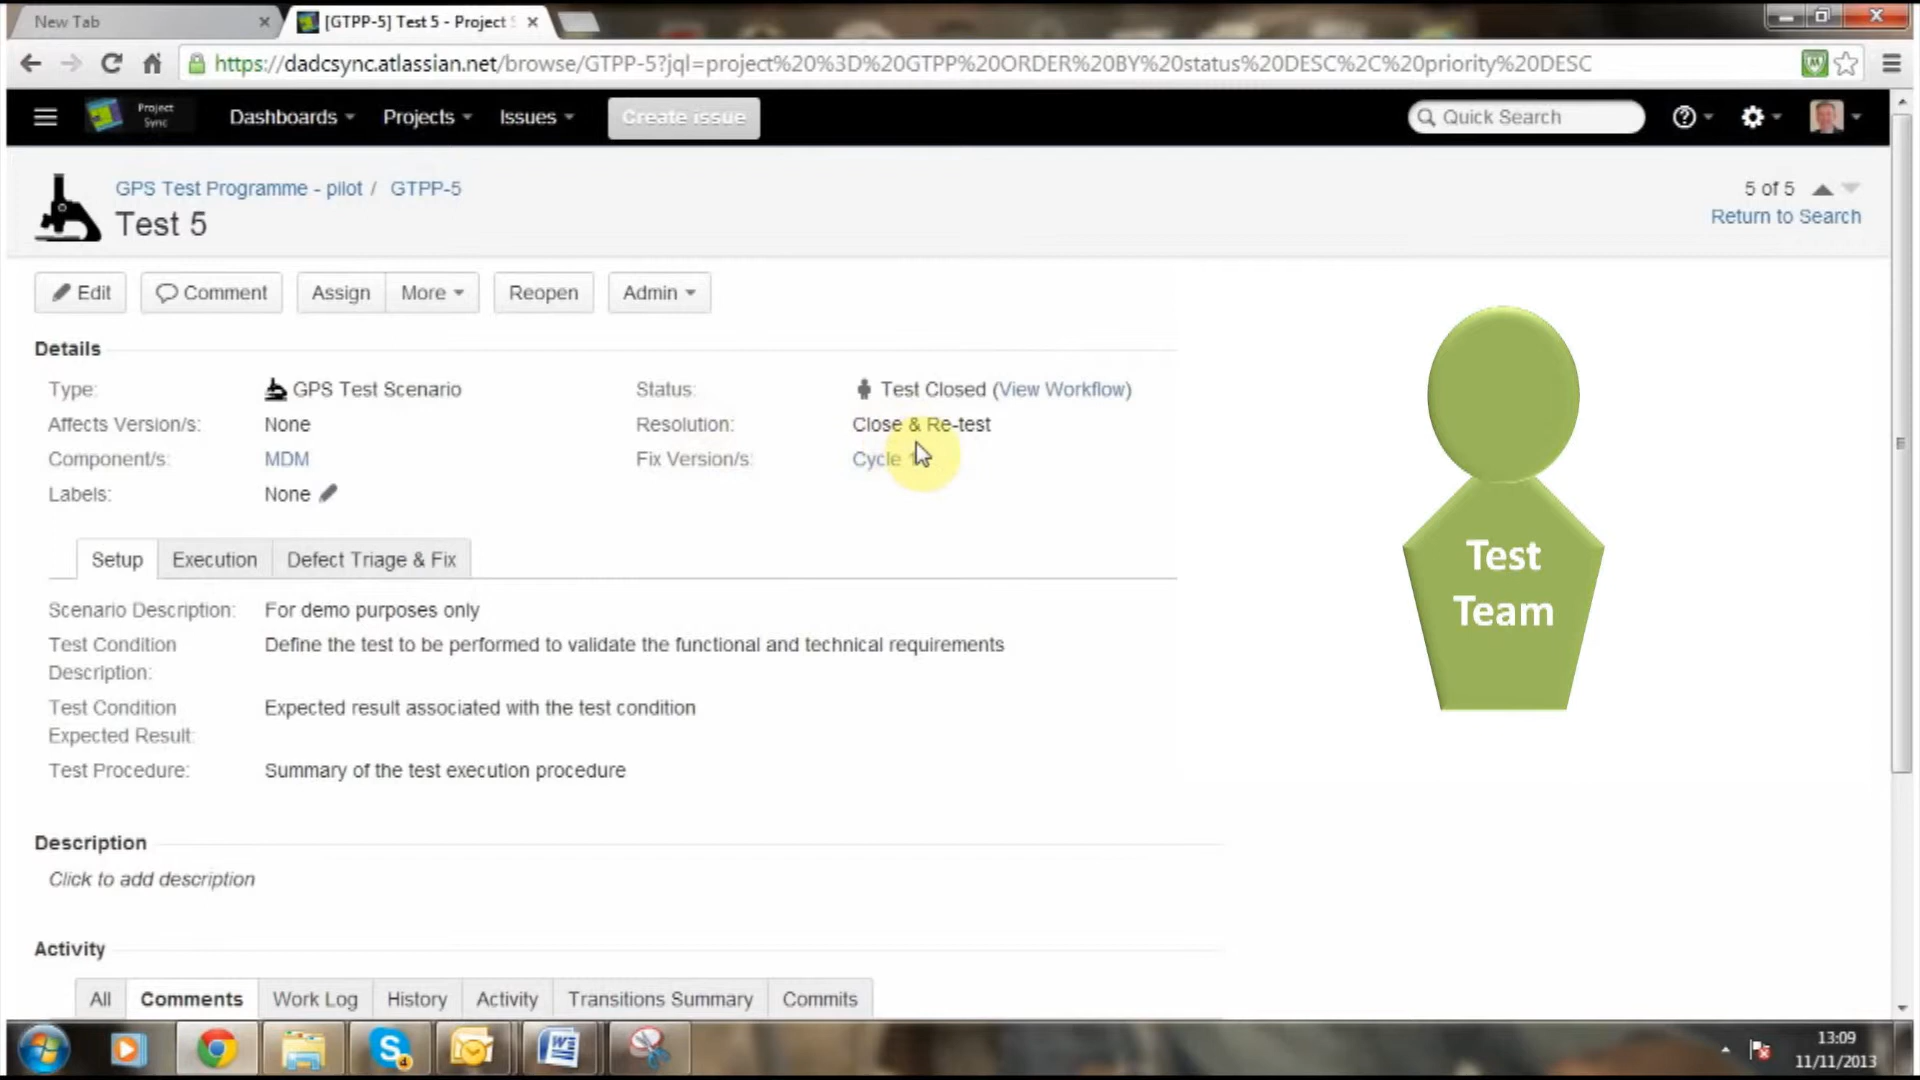 New Tab
[GTPP-5] Test 5 - Project
https://dadcsync.atlassian.net/browse/GTPP-5?jql=project%20%3D%20GTPP%20ORDER%20BY%20status%20DESC%2C%20priority%20DESC
Project
Sync
Dashboards
Projects
Issues
Create issue
Quick Search
GPS Test Programme - pilot / GTPP-5
5 of 5
Test 5
Return to Search
Edit
Comment
Assign
More
Reopen
Admin
Details
Type: GPS Test Scenario
Status: Test Closed (View Workflow)
Affects Version/s: None
Resolution: Close & Re-test
Component/s: MDM
Fix Version/s: Cycle
Labels: None
Test
Team
Setup
Execution
Defect Triage & Fix
Scenario Description: For demo purposes only
Test Condition Define the test to be performed to validate the functional and technical requirements
Description:
Test Condition Expected result associated with the test condition
Expected Result:
Test Procedure: Summary of the test execution procedure
Description
Click to add description
Activity
All
Comments
Work Log
History
Activity
Transitions Summary
Commits
13:09
11/11/2013